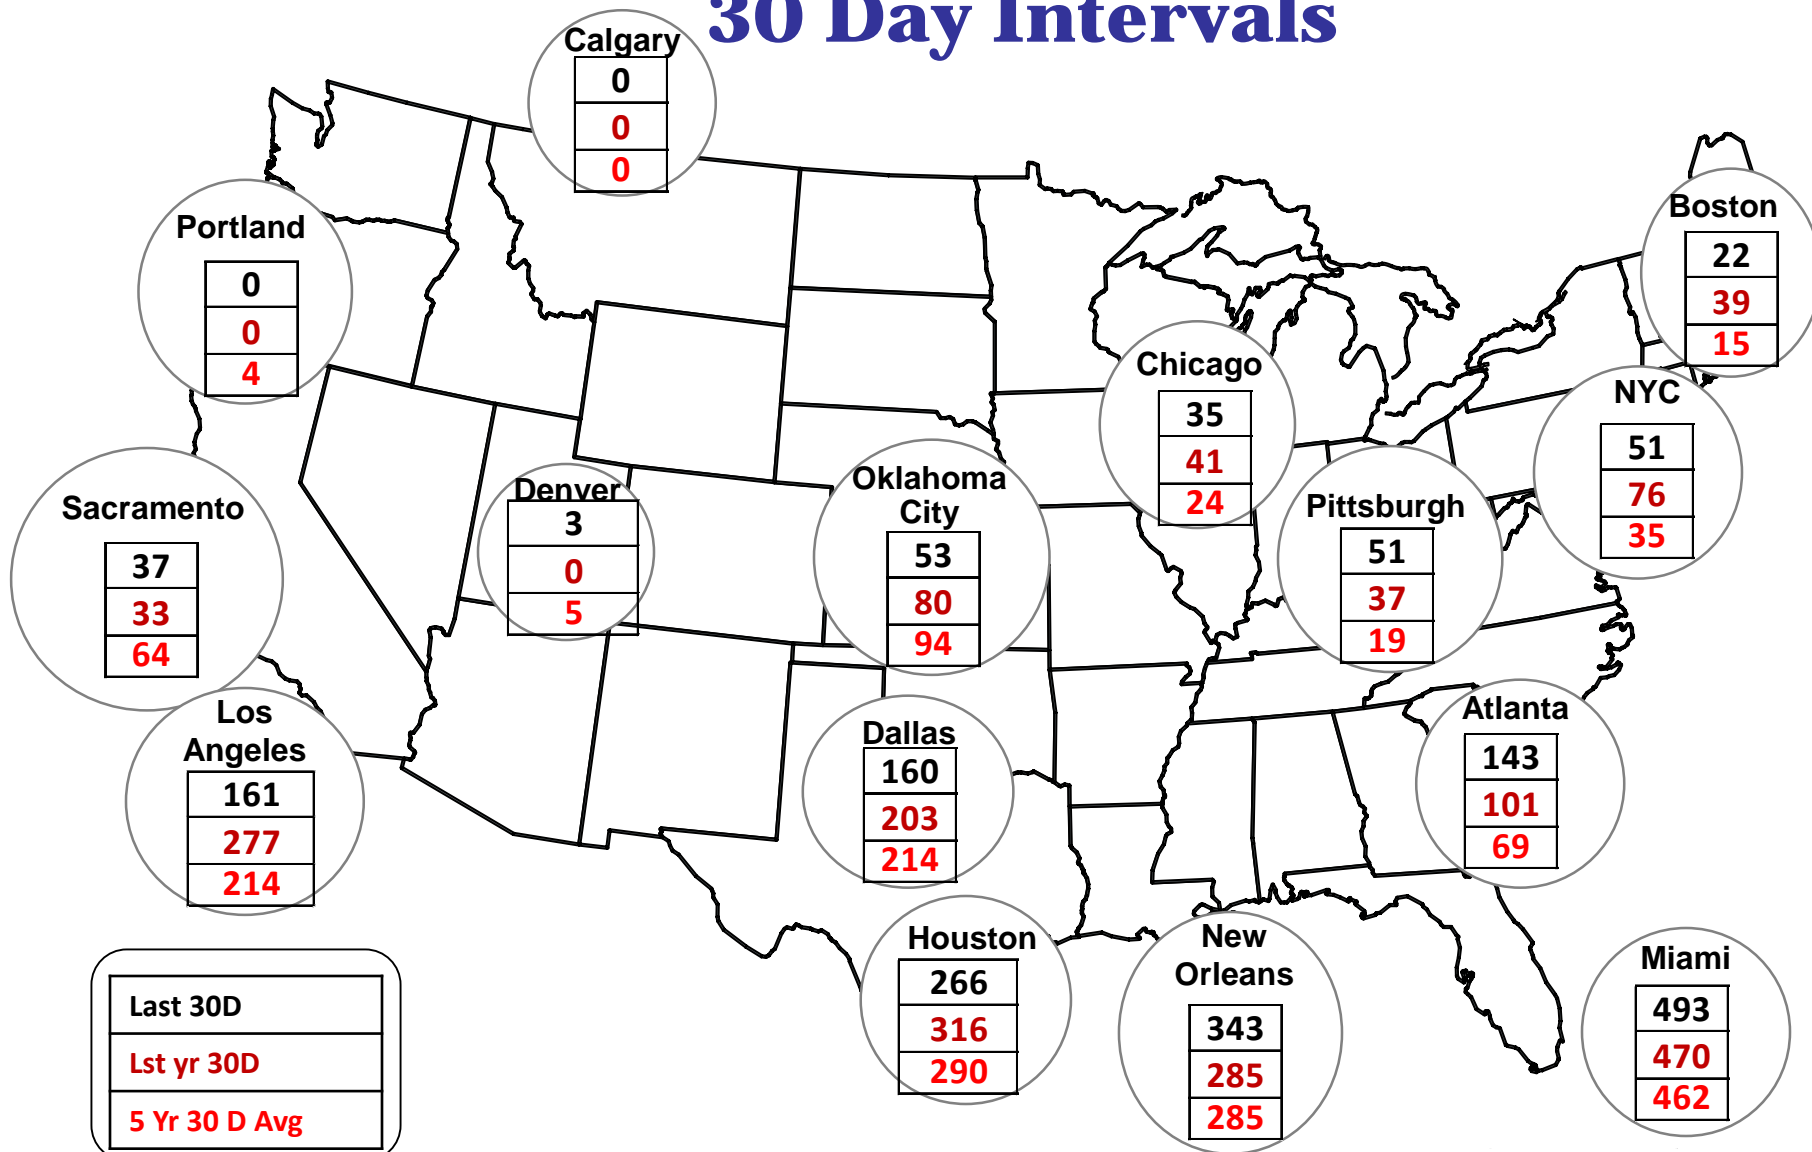 30 Day Intervals
Calgary
0
0
0
Portland
0
0
4
Boston
22
39
15
Chicago
35
41
24
NYC
51
76
35
Sacramento
37
33
64
Denver
3
0
5
Oklahoma
City
53
80
94
Pittsburgh
51
37
19
Los
Angeles
161
277
214
Dallas
160
203
214
Atlanta
143
101
69
Houston
266
316
290
New
Orleans
343
285
285
Miami
493
470
462
Last 30D
Lst yr 30D
5 Yr 30 D Avg